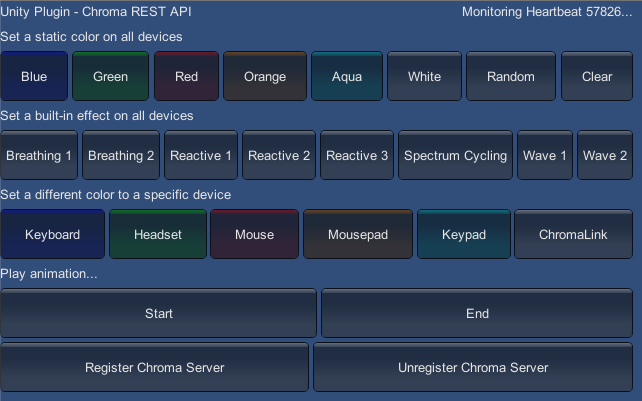 Unity Plugin - Chroma REST API Monitoring Heartbeat 57826...
Set a static color on all devices
Blue Green Red Orange Aqua White Random Clear
Set a built-in effect on all devices
Breathing 1 Breathing 2 Reactive 1 Reactive 2 Reactive 3 Spectrum Cycling Wave 1 Wave 2
Set a different color to a specific device
Keyboard Headset Mouse Mousepad Keypad ChromaLink
Play animation...
Start End
Register Chroma Server Unregister Chroma Server